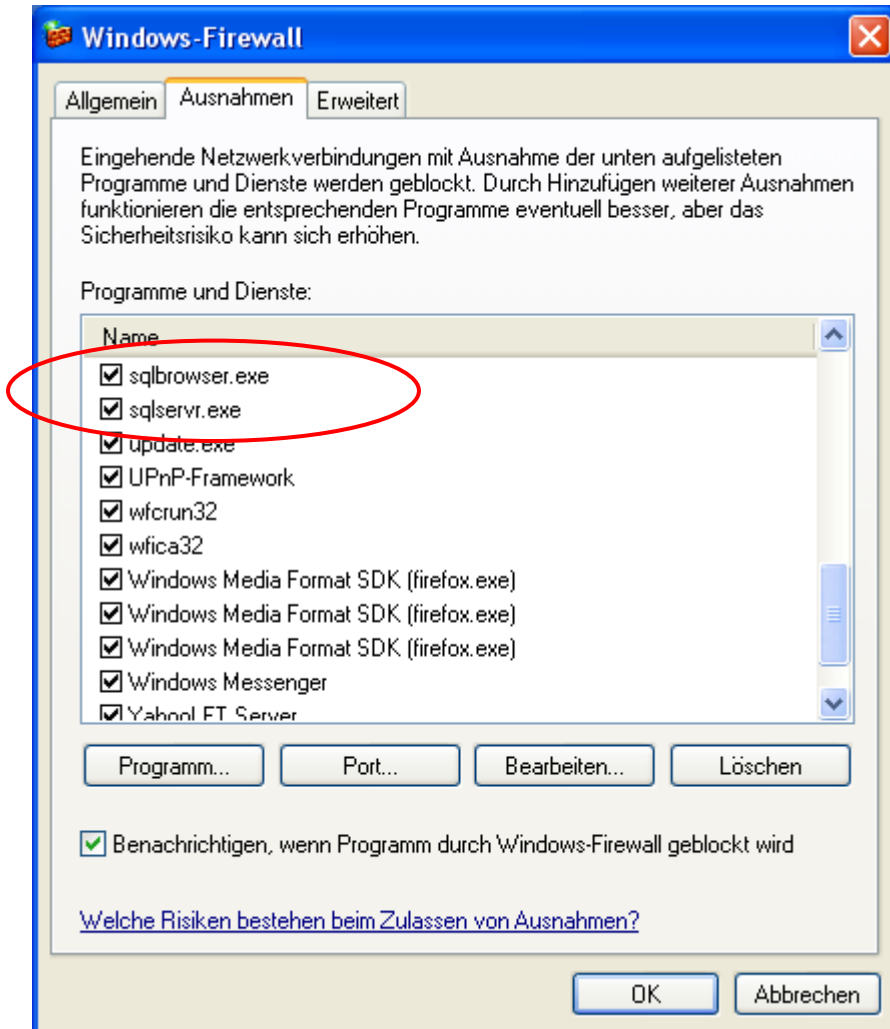 Windows-Firewall
Allgemein Ausnahmen Erweitert
Eingehende Netzwerkverbindungen mit Ausnahme der unten aufgelisteten
Programme und Dienste werden geblockt. Durch Hinzufügen weiterer Ausnahmen
funktionieren die entsprechenden Programme eventuell besser, aber das
Sicherheitsrisiko kann sich erhöhen.
Programme und Dienste:
Name
sqlbrowser.exe
sqlservr.exe
update.exe
UPnP-Framework
wfcrun32
wfica32
Windows Media Format SDK (firefox.exe)
Windows Media Format SDK (firefox.exe)
Windows Media Format SDK (firefox.exe)
Windows Messenger
Yahoo! FT Server
Programm... Port... Bearbeiten... Löschen
Benachrichtigen, wenn Programm durch Windows-Firewall geblockt wird
Welche Risiken bestehen beim Zulassen von Ausnahmen?
OK Abbrechen